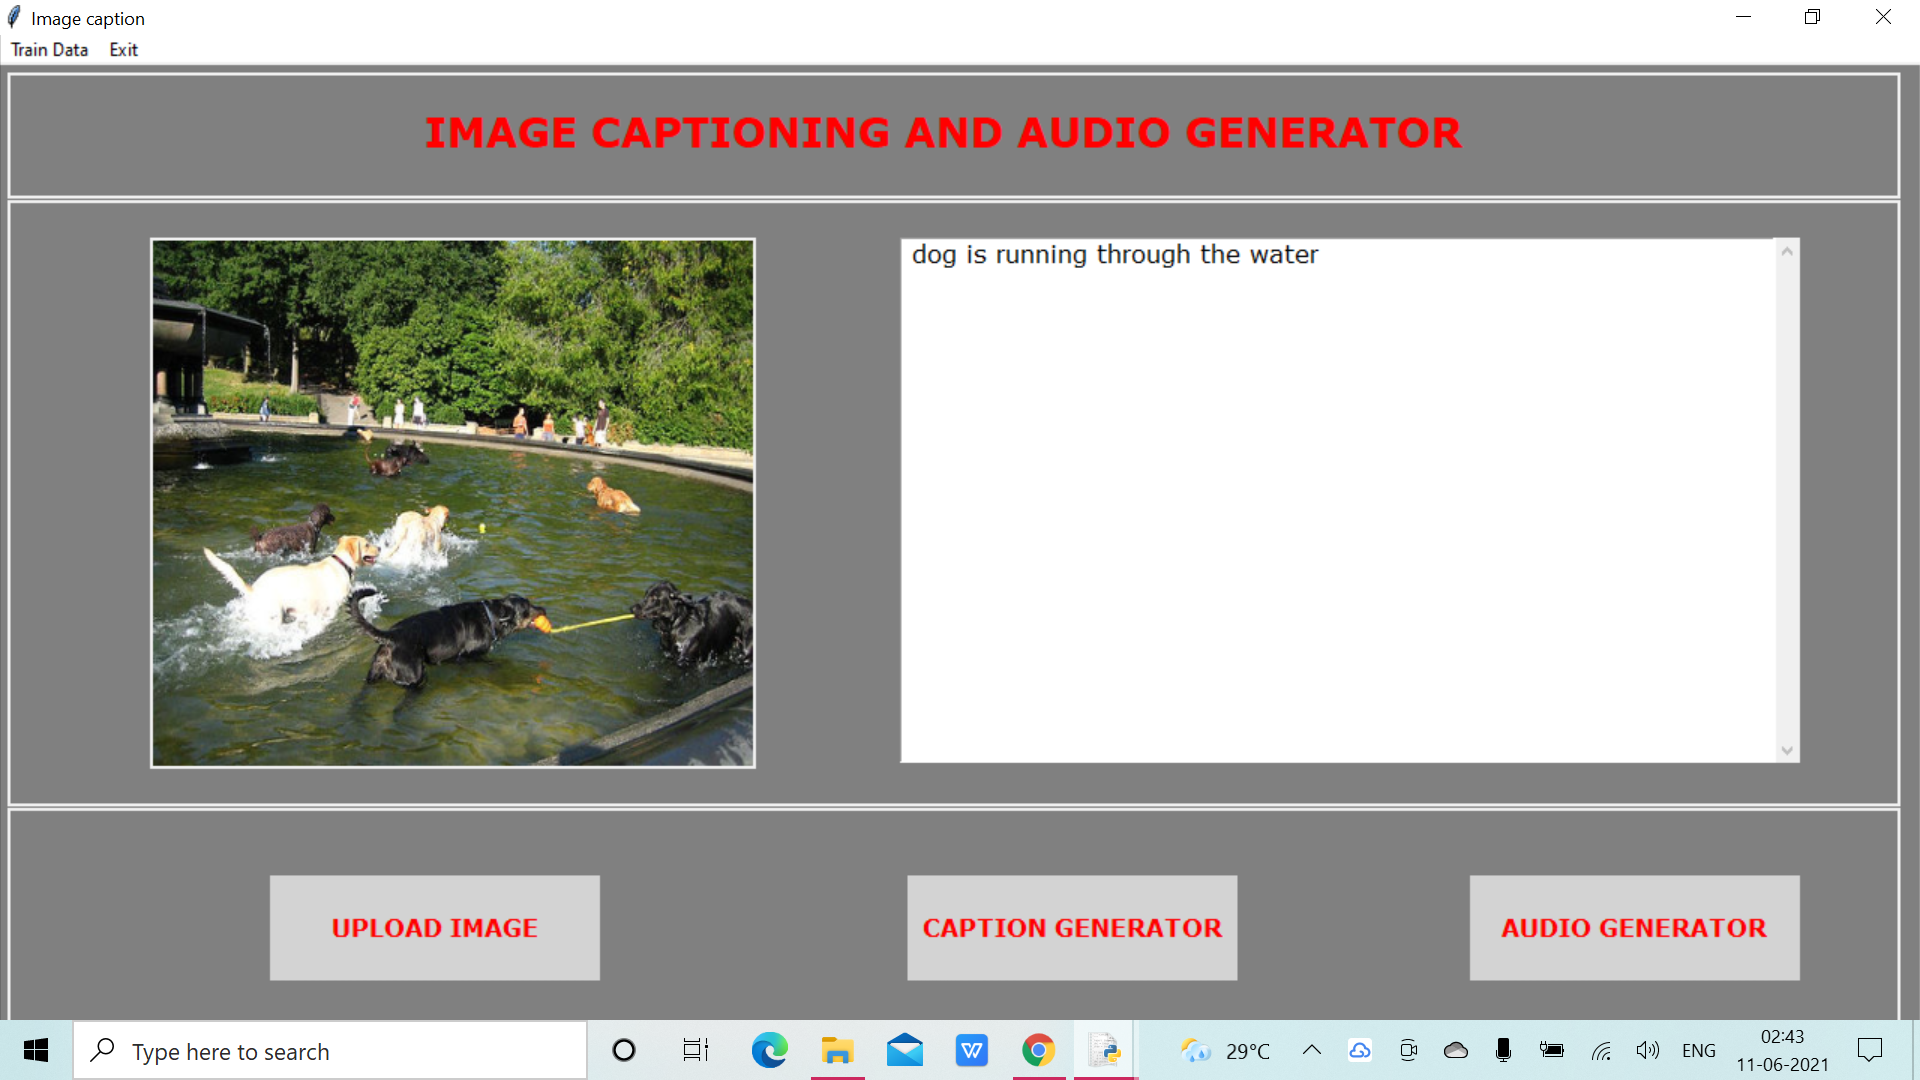 Image caption
Train Data Exit
IMAGE CAPTIONING AND AUDIO GENERATOR
dog is running through the water
UPLOAD IMAGE
CAPTION GENERATOR
AUDIO GENERATOR
Type here to search
W
29°C
ENG
02:43
11-06-2021